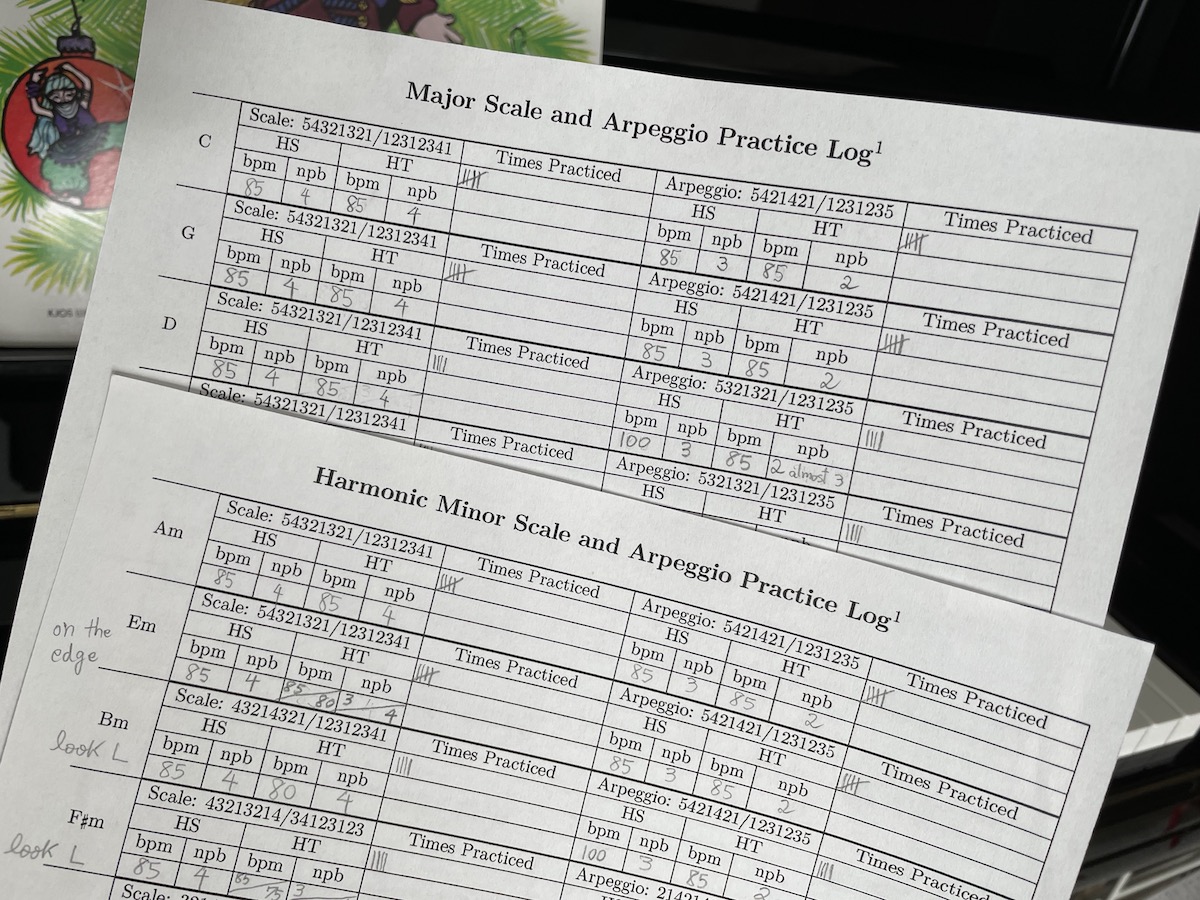 Major Scale and Arpeggio Practice Log1
C
Scale: 54321321/12312341
Times Practiced
Arpeggio: 5421421/1231235
Times Practiced
HS HT
HS HT
bpm npb bpm npb
bpm npb bpm npb
85 4 85 4
85 3 85 2
G
Scale: 54321321/12312341
Times Practiced
Arpeggio: 5421421/1231235
Times Practiced
HS HT
HS HT
bpm npb bpm npb
bpm npb bpm npb
85 4 85 4
85 3 85 2
D
Scale: 54321321/12312341
Times Practiced
Arpeggio: 5321321/1231235
Times Practiced
HS HT
HS HT
bpm npb bpm npb
bpm npb bpm npb
85 4 85 4
100 3 85 2 almost 3
Scale: 54321321/12312341
Times Practiced
Arpeggio: 5321321/1231235
Times Practiced
HS HT
Harmonic Minor Scale and Arpeggio Practice Log1
Am
Scale: 54321321/12312341
Times Practiced
Arpeggio: 5421421/1231235
Times Practiced
HS HT
HS HT
bpm npb bpm npb
bpm npb bpm npb
85 4 85 4
85 3 85 2
Em
on the
edge
Scale: 54321321/12312341
Times Practiced
Arpeggio: 5421421/1231235
Times Practiced
HS HT
HS HT
bpm npb bpm npb
bpm npb bpm npb
85 4 85 80 3 4
85 3 85 2
Bm
look L
Scale: 43214321/12312341
Times Practiced
Arpeggio: 5421421/1231235
Times Practiced
HS HT
HS HT
bpm npb bpm npb
bpm npb bpm npb
85 4 80 4
100 3 85 2
F♯m
look L
Scale: 43213214/34123123
Times Practiced
HS HT
bpm npb bpm npb
85 4 85 75 3
Scale:
Arpeggio: